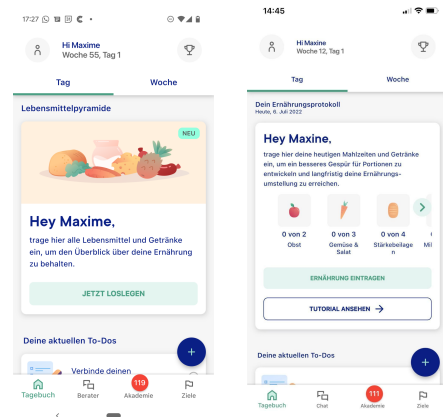 17:27
Hi Maxime
Woche 55, Tag 1
Tag
Woche
Lebensmittelpyramide
NEU
Hey Maxime,
trage hier alle Lebensmittel und Getränke
ein, um den Überblick über deine Ernährung
zu behalten.
JETZT LOSLEGEN
Deine aktuellen To-Dos
+
Verbinde deinen
119
Tagebuch
Berater
Akademie
Ziele
14:45
Hi Maxine
Woche 12, Tag 1
Tag
Woche
Dein Ernährungsprotokoll
Heute, 6. Juli 2022
Hey Maxine,
trage hier deine heutigen Mahlzeiten und Getränke
ein, um ein besseres Gespür für Portionen zu
entwickeln und langfristig deine Ernährungs-
umstellung zu erreichen.
0 von 2
0 von 3
0 von 4
Obst
Gemüse &
Salat
Stärkebeilage
n
Mil
ERNÄHRUNG EINTRAGEN
TUTORIAL ANSEHEN →
Deine aktuellen To-Dos
+
111
Tagebuch
Chat
Akademie
Ziele